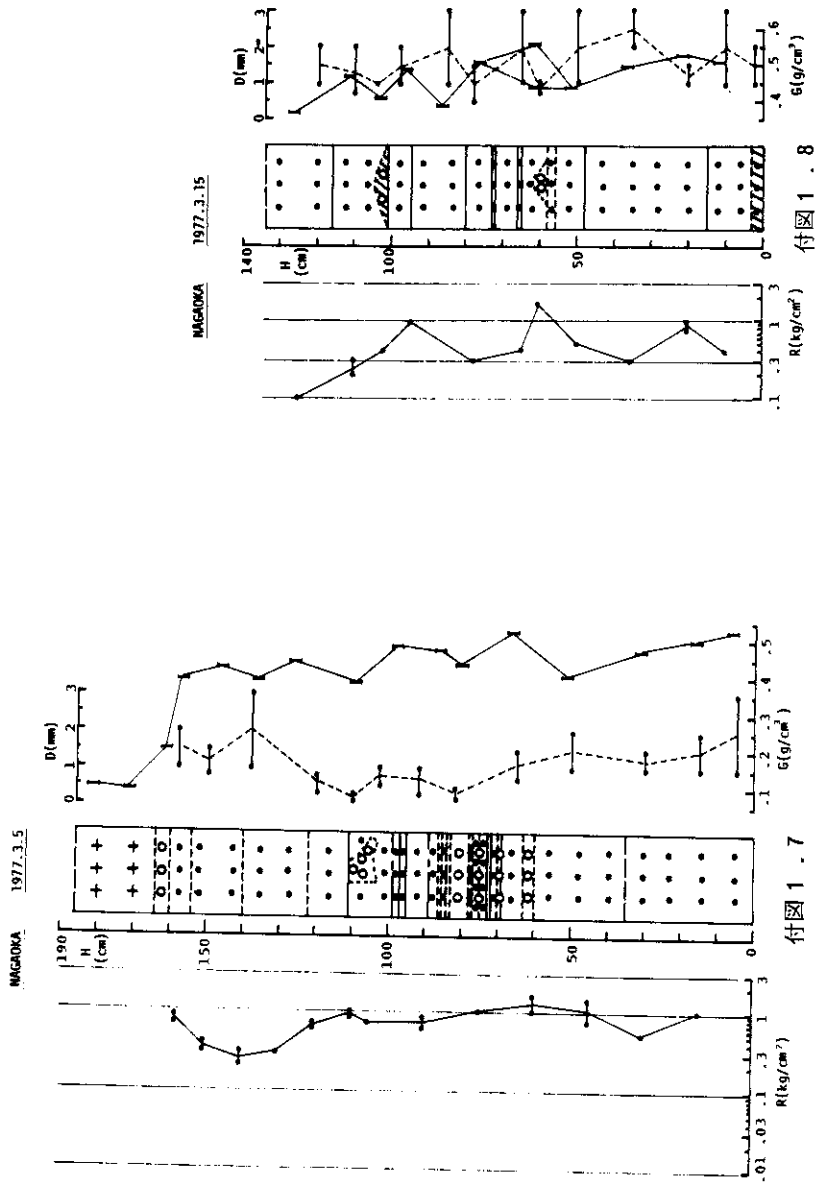 NAGAOKA 1977.3.5
190
H
(cm)
150
100
50
0
D(mm)
0 1 2 3
.1 .2 .3 .4 .5
G(g/cm³)
.01 .03 .1 .3 1 3
R(kg/cm²)
付図1.7
NAGAOKA 1977.3.15
140
H
(cm)
100
50
0
D(mm)
0 1 2 3
.4 .5 .6
G(g/cm³)
.1 .3 1 3
R(kg/cm²)
付図1.8